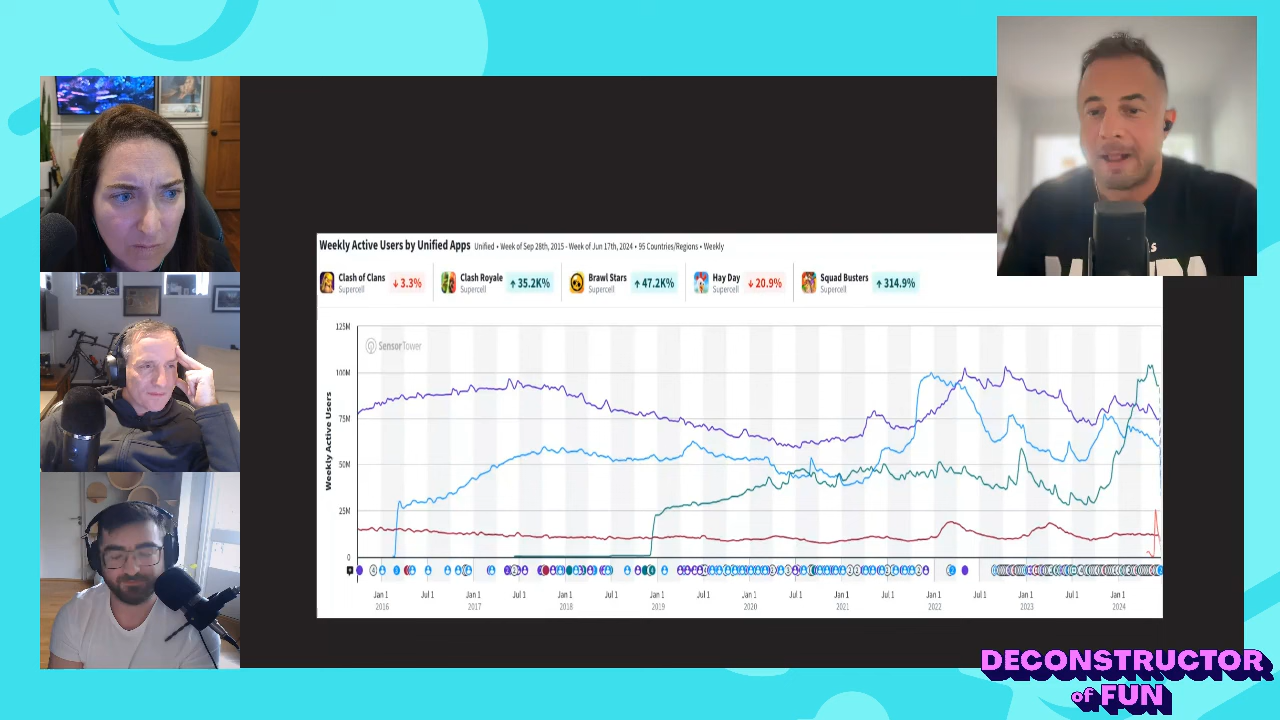 Weekly Active Users by Unified Apps Unified • Week of Sep 28th, 2015 - Week of Jun 17th, 2024 • 95 Countries/Regions • Weekly
Clash of Clans
Supercell
↓ 3.3%
Clash Royale
Supercell
↑ 35.2K%
Brawl Stars
Supercell
↑ 47.2K%
Hay Day
Supercell
↓ 20.9%
Squad Busters
Supercell
↑ 314.9%
SensorTower
Weekly Active Users
125M
100M
75M
50M
25M
0
Jan 1 Jul 1 Jan 1 Jul 1 Jan 1 Jul 1 Jan 1 Jul 1 Jan 1 Jul 1 Jan 1 Jul 1 Jan 1 Jul 1 Jan 1 Jul 1 Jan 1
2016 2017 2018 2019 2020 2021 2022 2023 2024
DECONSTRUCTOR
of FUN